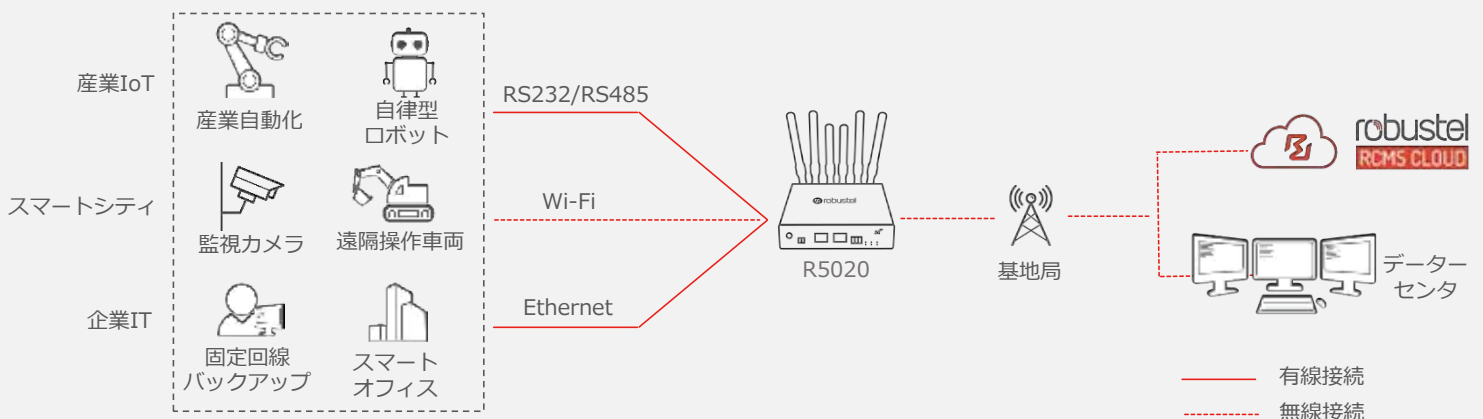 産業IoT
産業自動化
自律型
ロボット
スマートシティ
監視カメラ
遠隔操作車両
企業IT
固定回線
バックアップ
スマート
オフィス
RS232/RS485
Wi-Fi
Ethernet
robustel
R5020
基地局
robustel
RCMS CLOUD
データー
センタ
有線接続
無線接続